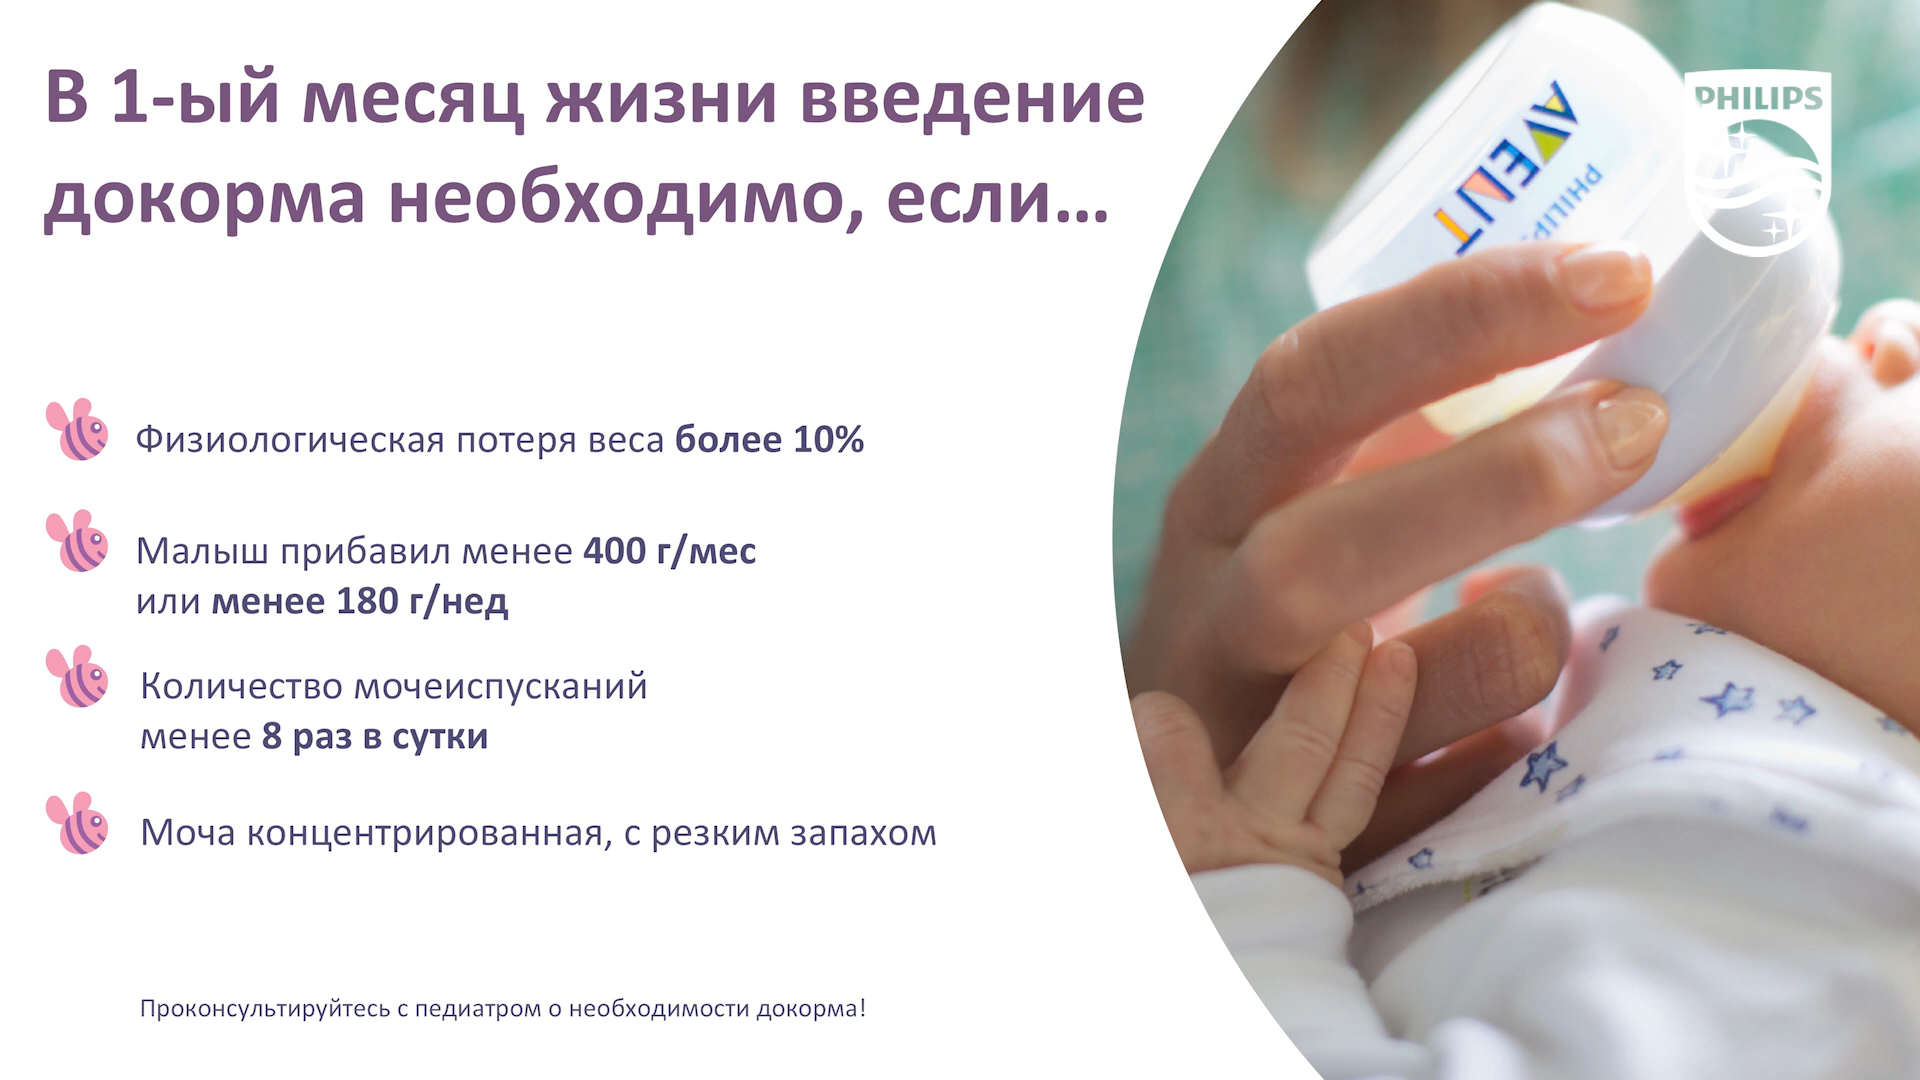 В 1-ый месяц жизни введение
докорма необходимо, если...
Физиологическая потеря веса более 10%
Малыш прибавил менее 400 г/мес
или менее 180 г/нед
Количество мочеиспусканий
менее 8 раз в сутки
Моча концентрированная, с резким запахом
Проконсультируйтесь с педиатром о необходимости докорма!
AVENT
PHILIPS
PHILIPS